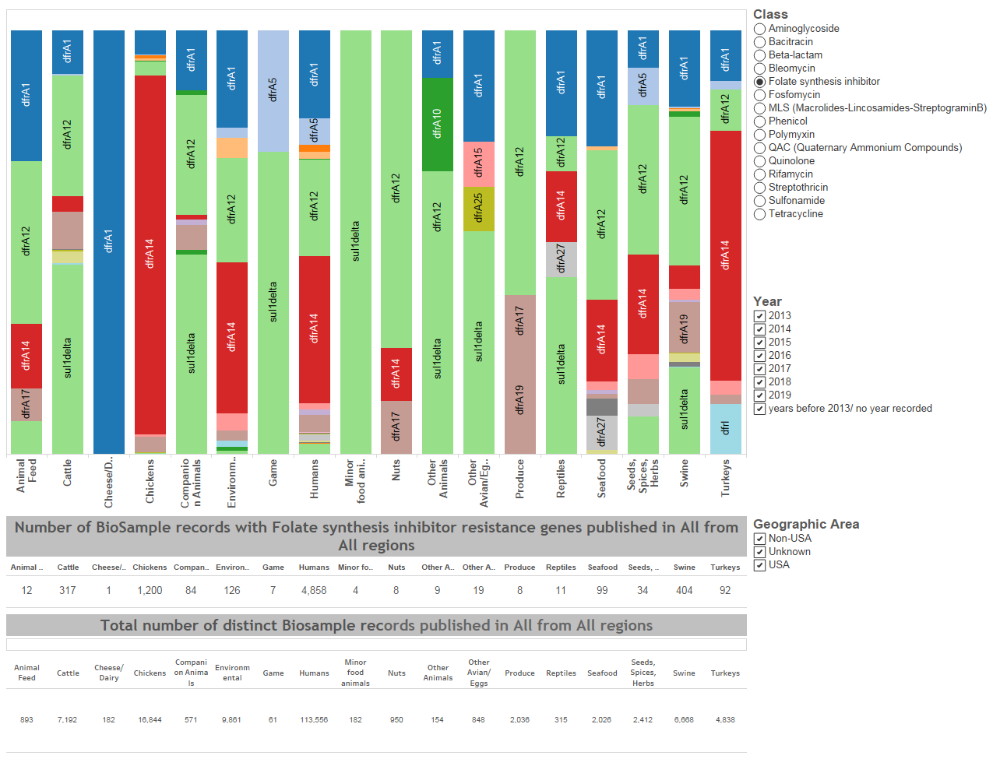 Class
Aminoglycoside
Bacitracin
Beta-lactam
Bleomycin
Folate synthesis inhibitor
Fosfomycin
MLS (Macrolides-Lincosamides-StreptograminB)
Phenicol
Polymyxin
QAC (Quaternary Ammonium Compounds)
Quinolone
Rifamycin
Streptothricin
Sulfonamide
Tetracycline
Year
2013
2014
2015
2016
2017
2018
2019
years before 2013/ no year recorded
Geographic Area
Non-USA
Unknown
USA
dfrA1
dfrA12
dfrA14
dfrA17
dfrA1
dfrA12
sul1delta
dfrA1
dfrA14
dfrA1
dfrA12
sul1delta
dfrA1
dfrA12
dfrA14
dfrA5
sul1delta
dfrA1
dfrA5
dfrA12
dfrA14
sul1delta
dfrA12
dfrA14
dfrA17
dfrA1
dfrA10
dfrA12
sul1delta
dfrA1
dfrA15
dfrA25
sul1delta
dfrA12
dfrA17
dfrA19
dfrA1
dfrA12
dfrA14
dfrA27
sul1delta
dfrA1
dfrA12
dfrA14
dfrA27
dfrA1
dfrA5
dfrA12
dfrA14
dfrA1
dfrA12
dfrA19
sul1delta
dfrA1
dfrA12
dfrA14
dfrI
Animal
Feed
Cattle
Cheese/D..
Chickens
Companio
n Animals
Environm..
Game
Humans
Minor
food ani..
Nuts
Other
Animals
Other
Avian/Eg..
Produce
Reptiles
Seafood
Seeds,
Spices,
Herbs
Swine
Turkeys
Number of BioSample records with Folate synthesis inhibitor resistance genes published in All from
All regions
Animal .. Cattle Cheese/.. Chickens Compan.. Environ.. Game Humans Minor fo.. Nuts Other A.. Other A.. Produce Reptiles Seafood Seeds, .. Swine Turkeys
12 317 1 1,200 84 126 7 4,858 4 8 9 19 8 11 99 34 404 92
Total number of distinct Biosample records published in All from All regions
Animal
Feed
Cattle
Cheese/
Dairy
Chickens
Compani
on Anima
ls
Environm
ental
Game
Humans
Minor
food
animals
Nuts
Other
Animals
Other
Avian/
Eggs
Produce
Reptiles
Seafood
Seeds,
Spices,
Herbs
Swine
Turkeys
893 7,192 182 16,844 571 9,861 61 113,556 182 950 154 848 2,036 315 2,026 2,412 6,668 4,838